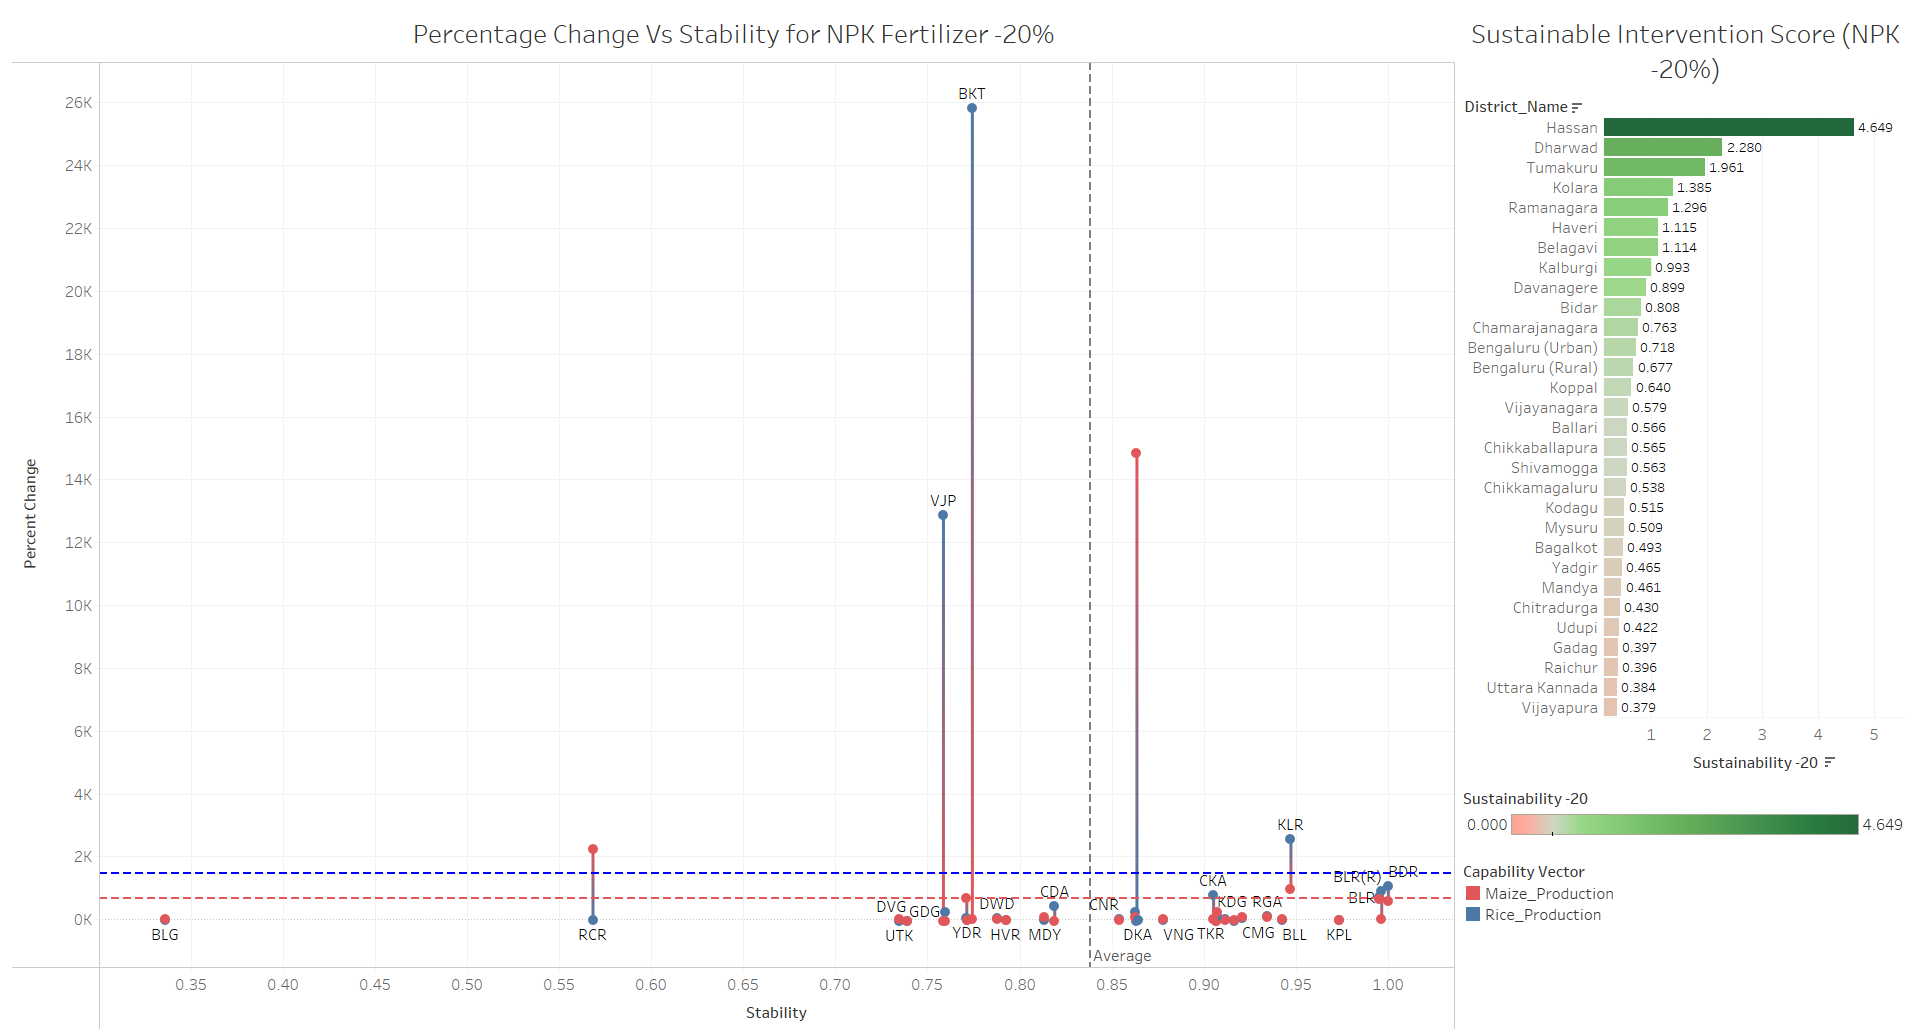 Percentage Change Vs Stability for NPK Fertilizer -20%
26K
24K
22K
20K
18K
16K
14K
12K
10K
8K
6K
4K
2K
0K
Percent Change
BKT
VJP
KLR
BLR(R)
BDR
CKA
BLR
CDA
DVG
GDG
DWD
CNR
KDG
RGA
BLG
RCR
UTK
YDR
HVR
MDY
DKA
VNG
TKR
CMG
BLL
KPL
Average
0.35
0.40
0.45
0.50
0.55
0.60
0.65
0.70
0.75
0.80
0.85
0.90
0.95
1.00
Stability
Sustainable Intervention Score (NPK
-20%)
District_Name
Hassan 4.649
Dharwad 2.280
Tumakuru 1.961
Kolara 1.385
Ramanagara 1.296
Haveri 1.115
Belagavi 1.114
Kalburgi 0.993
Davanagere 0.899
Bidar 0.808
Chamarajanagara 0.763
Bengaluru (Urban) 0.718
Bengaluru (Rural) 0.677
Koppal 0.640
Vijayanagara 0.579
Ballari 0.566
Chikkaballapura 0.565
Shivamogga 0.563
Chikkamagaluru 0.538
Kodagu 0.515
Mysuru 0.509
Bagalkot 0.493
Yadgir 0.465
Mandya 0.461
Chitradurga 0.430
Udupi 0.422
Gadag 0.397
Raichur 0.396
Uttara Kannada 0.384
Vijayapura 0.379
1 2 3 4 5
Sustainability -20
Sustainability -20
0.000 4.649
Capability Vector
Maize_Production
Rice_Production